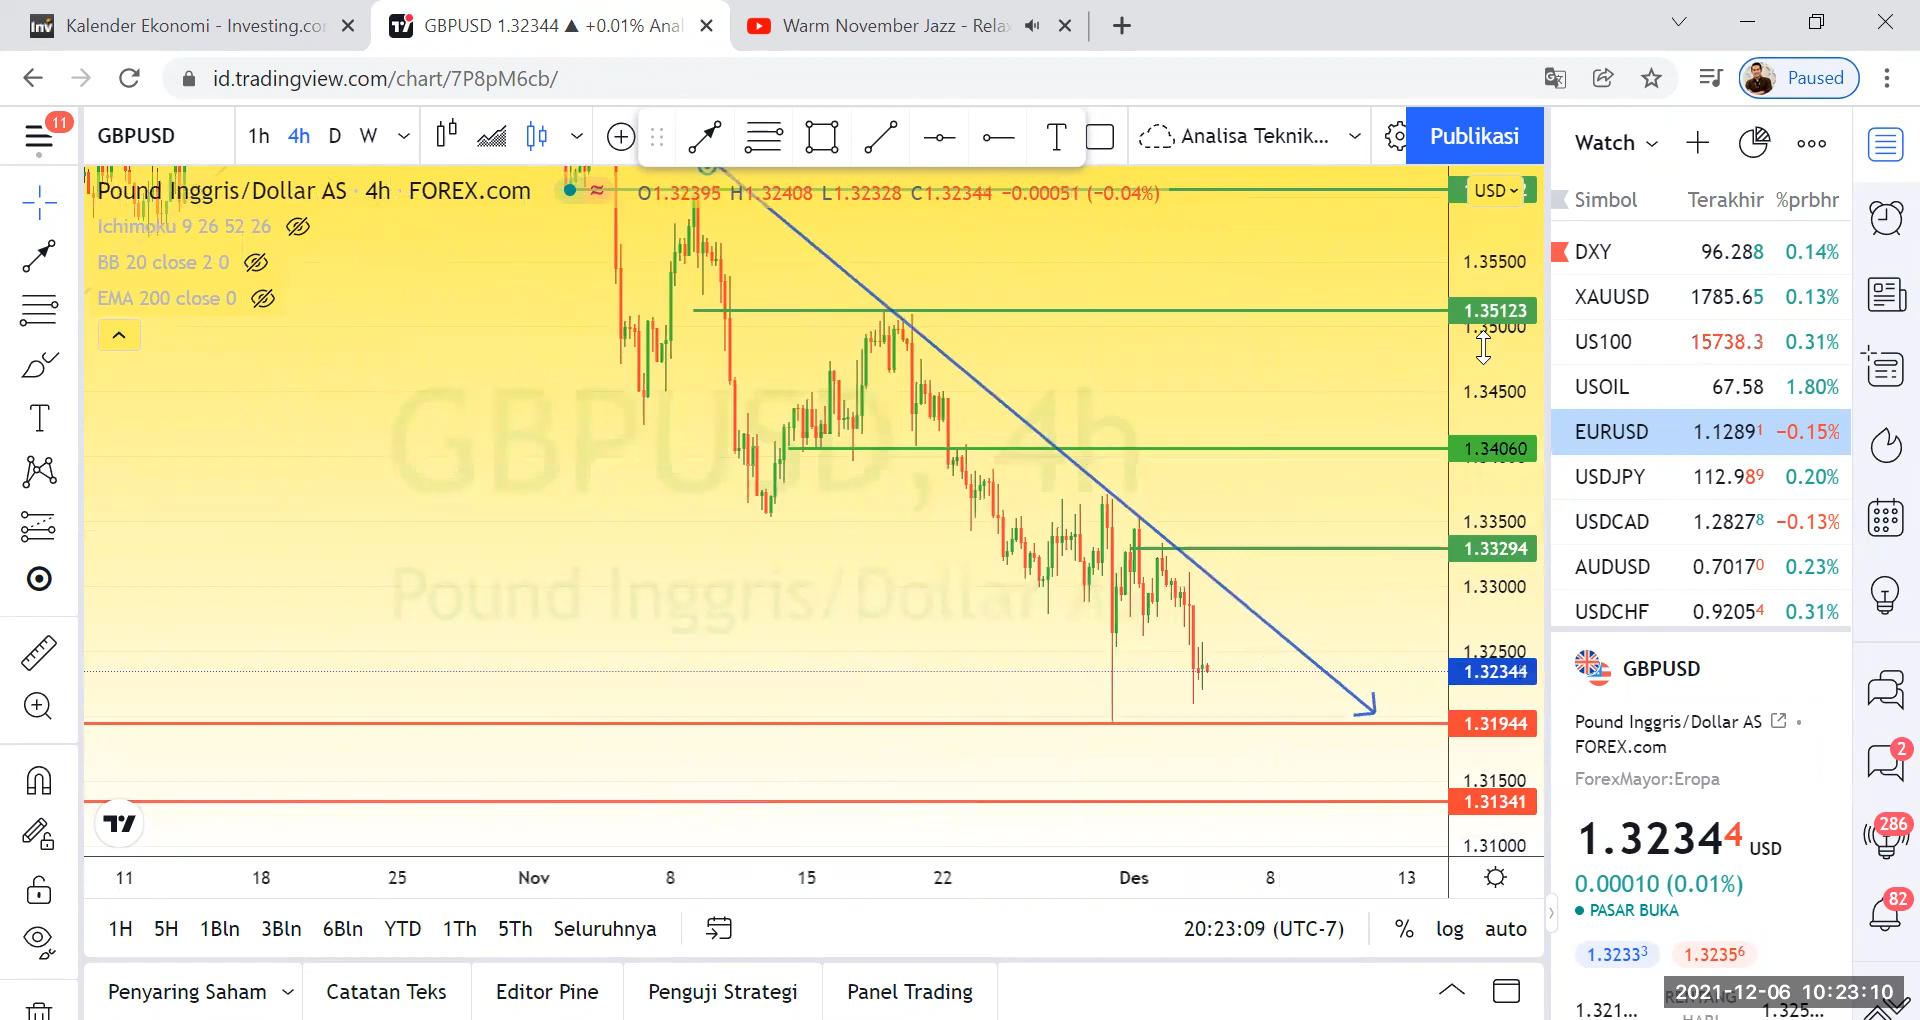 Kalender Ekonomi - Investing.co
GBPUSD 1.32344 ▲ +0.01% Anal
Warm November Jazz - Rela
id.tradingview.com/chart/7P8pM6cb/
Paused
11
GBPUSD
1h 4h D W
T
Analisa Teknik...
Publikasi
Watch
Pound Inggris/Dollar AS · 4h · FOREX.com
O1.32395 H1.32408 L1.32328 C1.32344 −0.00051 (−0.04%)
USD
Ichimoku 9 26 52 26
BB 20 close 2 0
EMA 200 close 0
GBPUSD, 4h
Pound Inggris/Dollar A
1.35500
1.35123
1.35000
1.34500
1.34060
1.33500
1.33294
1.33000
1.32500
1.32344
1.31944
1.31500
1.31341
1.31000
11 18 25 Nov 8 15 22 Des 8 13
1H 5H 1Bln 3Bln 6Bln YTD 1Th 5Th Seluruhnya
20:23:09 (UTC-7) % log auto
Penyaring Saham Catatan Teks Editor Pine Penguji Strategi Panel Trading
Simbol Terakhir %prbhr
DXY 96.288 0.14%
XAUUSD 1785.65 0.13%
US100 15738.3 0.31%
USOIL 67.58 1.80%
EURUSD 1.12891 −0.15%
USDJPY 112.989 0.20%
USDCAD 1.28278 −0.13%
AUDUSD 0.70170 0.23%
USDCHF 0.92054 0.31%
GBPUSD
Pound Inggris/Dollar AS
FOREX.com
ForexMayor:Eropa
1.32344 USD
0.00010 (0.01%)
PASAR BUKA
1.32333 1.32356
2
286
82
2021-12-06 10:23:10
1.321... 1.325...
HARI